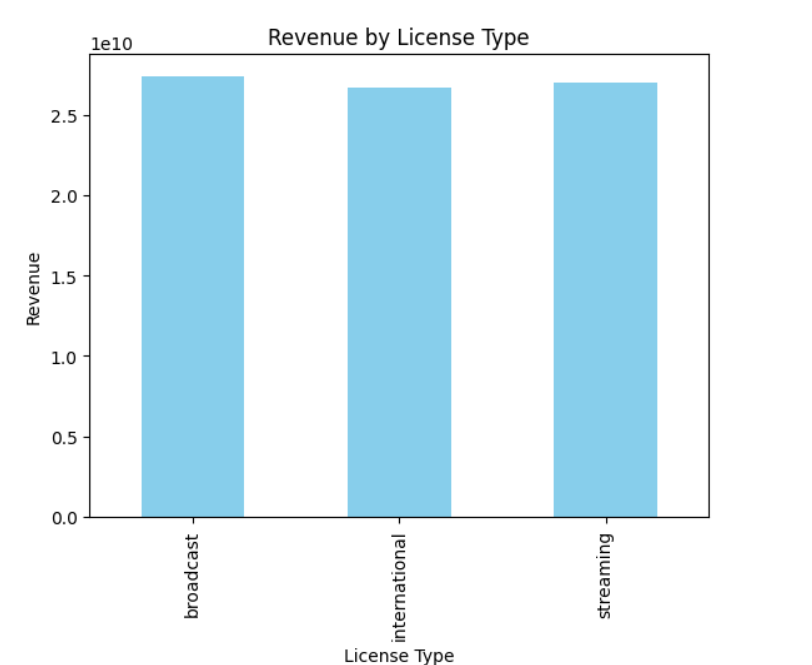 Revenue by License Type
1e10
2.5
2.0
1.5
1.0
0.5
0.0
Revenue
broadcast
international
streaming
License Type